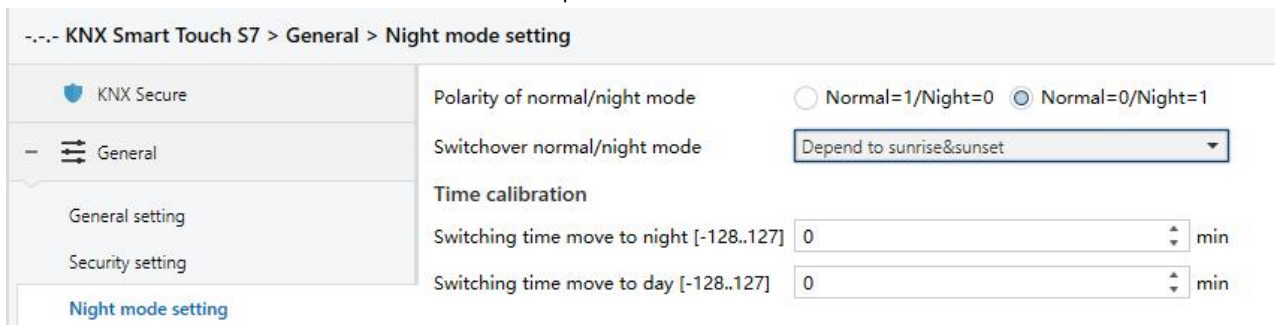 -.-.- KNX Smart Touch S7 > General > Night mode setting
KNX Secure
General
General setting
Security setting
Night mode setting
Polarity of normal/night mode Normal=1/Night=0 Normal=0/Night=1
Switchover normal/night mode Depend to sunrise&sunset
Time calibration
Switching time move to night [-128..127] 0 min
Switching time move to day [-128..127] 0 min